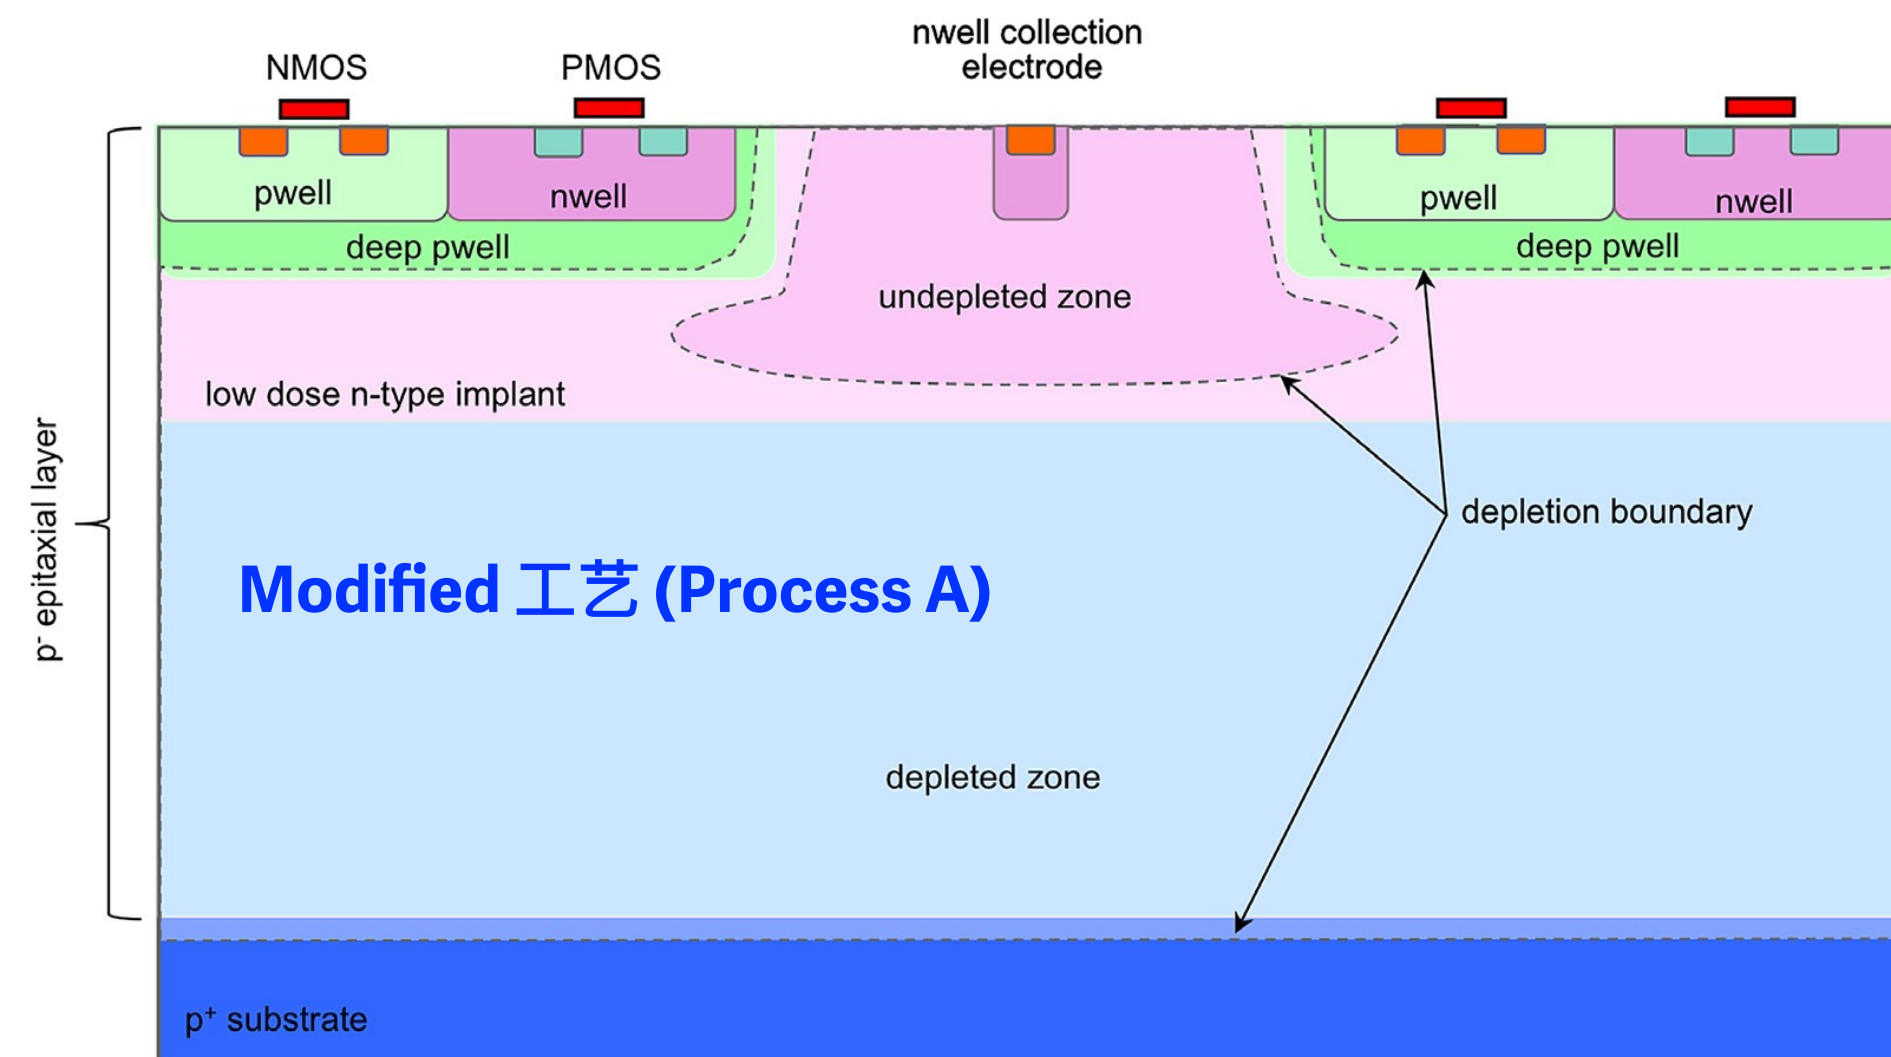 nwell collection
electrode
NMOS
PMOS
pwell
nwell
deep pwell
pwell
nwell
deep pwell
undepleted zone
low dose n-type implant
p⁻ epitaxial layer
depletion boundary
Modified 工艺 (Process A)
depleted zone
p⁺ substrate